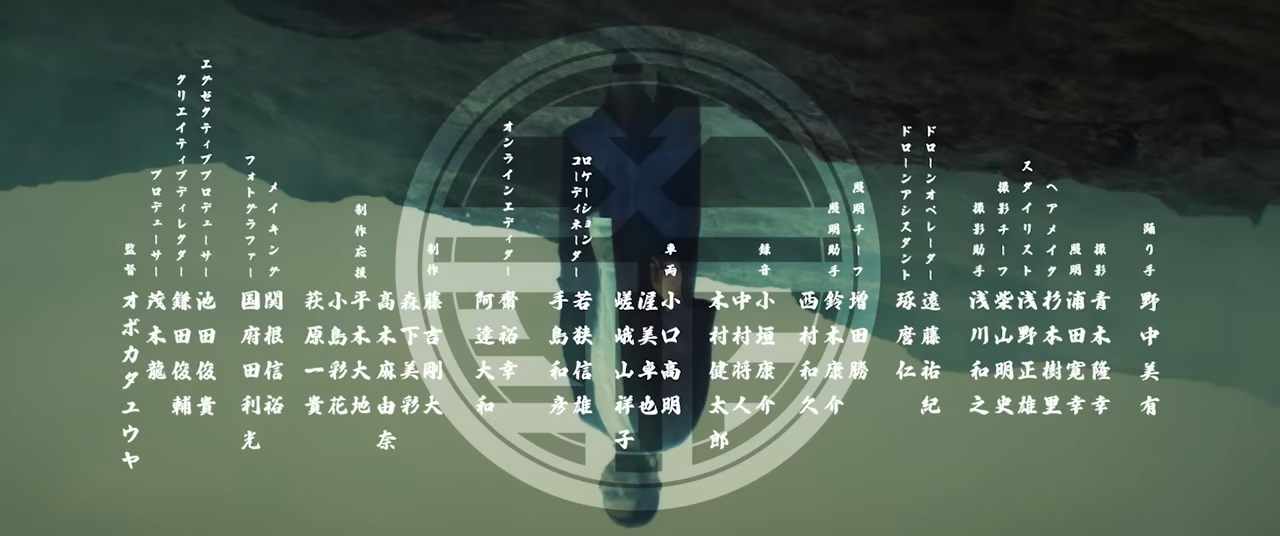 踊り手 野中美有
撮影 青木隆幸
照明 浦田寛幸
ヘアメイク 杉本樹里
スタイリスト 浅野正雄
撮影チーフ 柴山明史
撮影助手 浅川和之
ドローンオペレーター 遠藤祐紀
ドローンアシスタント 琢磨仁
照明チーフ 増田勝
照明助手 鈴木康介
西村和久
録音 小垣康介
中村将人
木村健太郎
車両 小口高明
渥美卓也
嵯峨山祥子
ロケーションコーディネーター 若狭信雄
手島和彦
オンラインエディター 齋裕幸
阿達大和
制作 藤吉剛大
森下美彩
高木麻由奈
制作応援 平木大地
小島彩花
萩原一貴
メイキング 関根信裕
フォトグラファー 国府田利光
エグゼクティブプロデューサー 池田俊貴
クリエイティブディレクター 鎌田俊輔
プロデューサー 茂木龍
監督 オボカタユウヤ